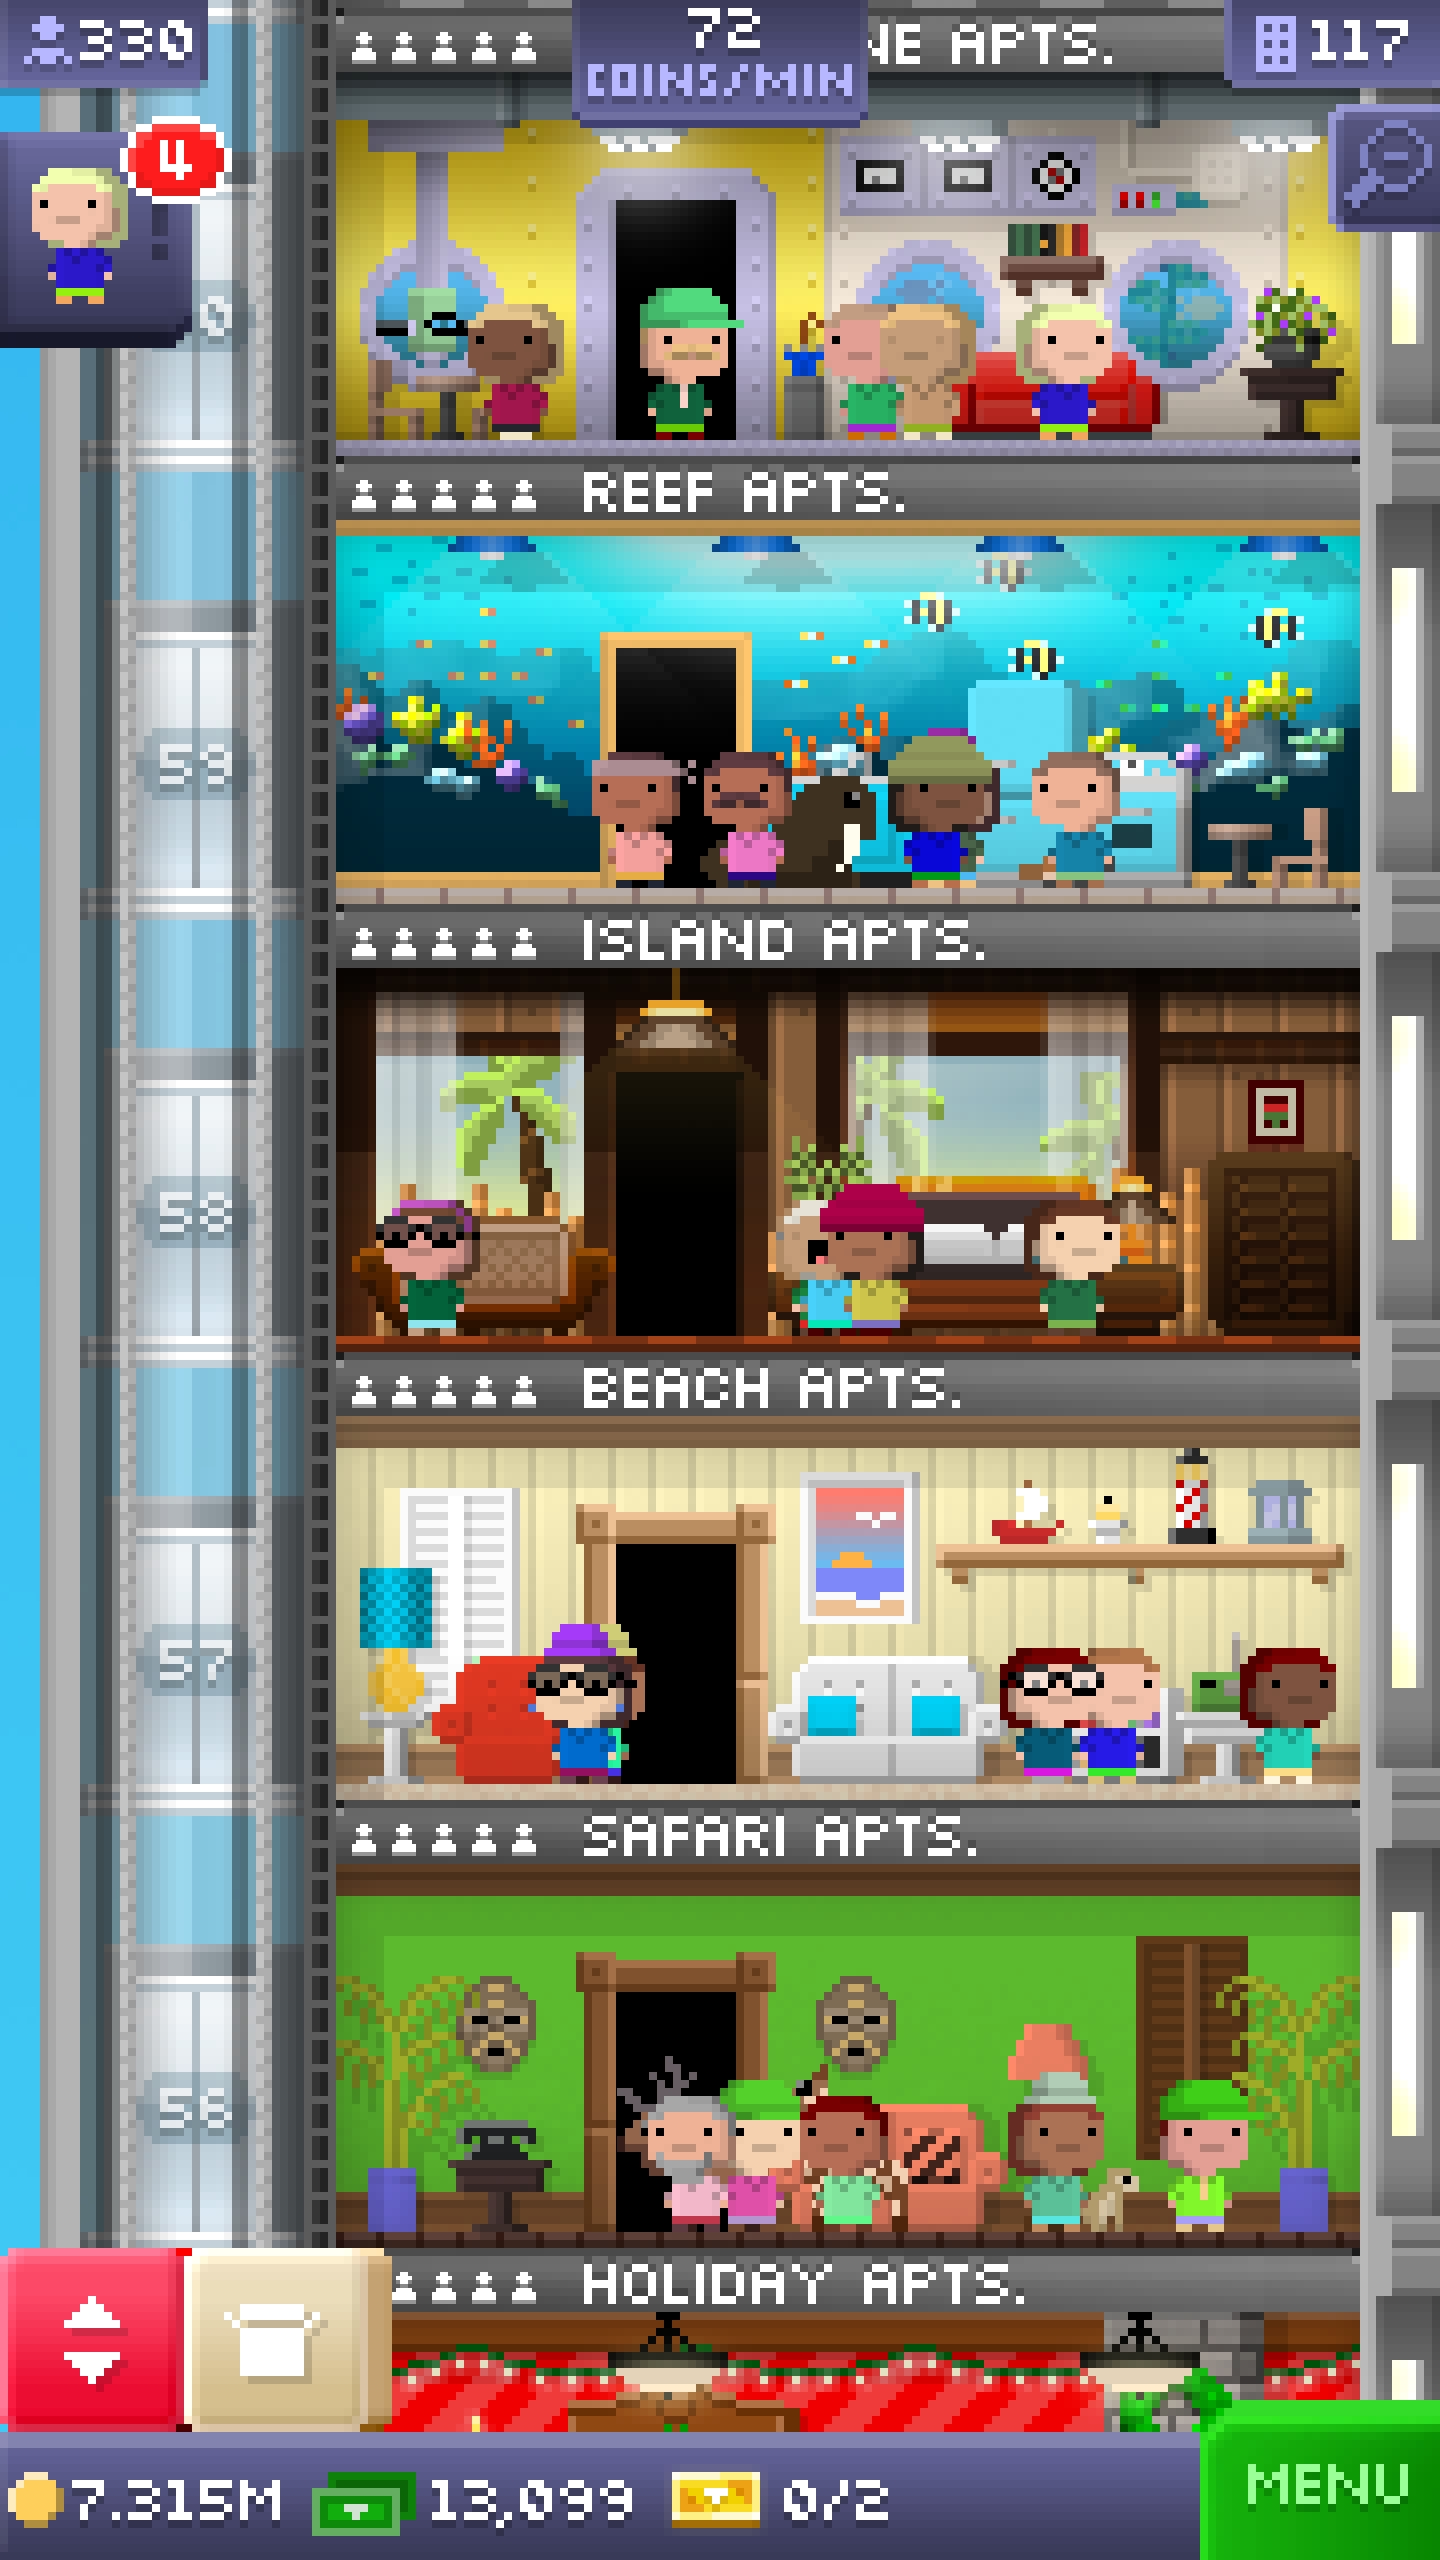 330
72
COINS/MIN
NE APTS.
117
4
0
REEF APTS.
59
ISLAND APTS.
58
BEACH APTS.
57
SAFARI APTS.
56
HOLIDAY APTS.
7.315M
13,099
0/2
MENU